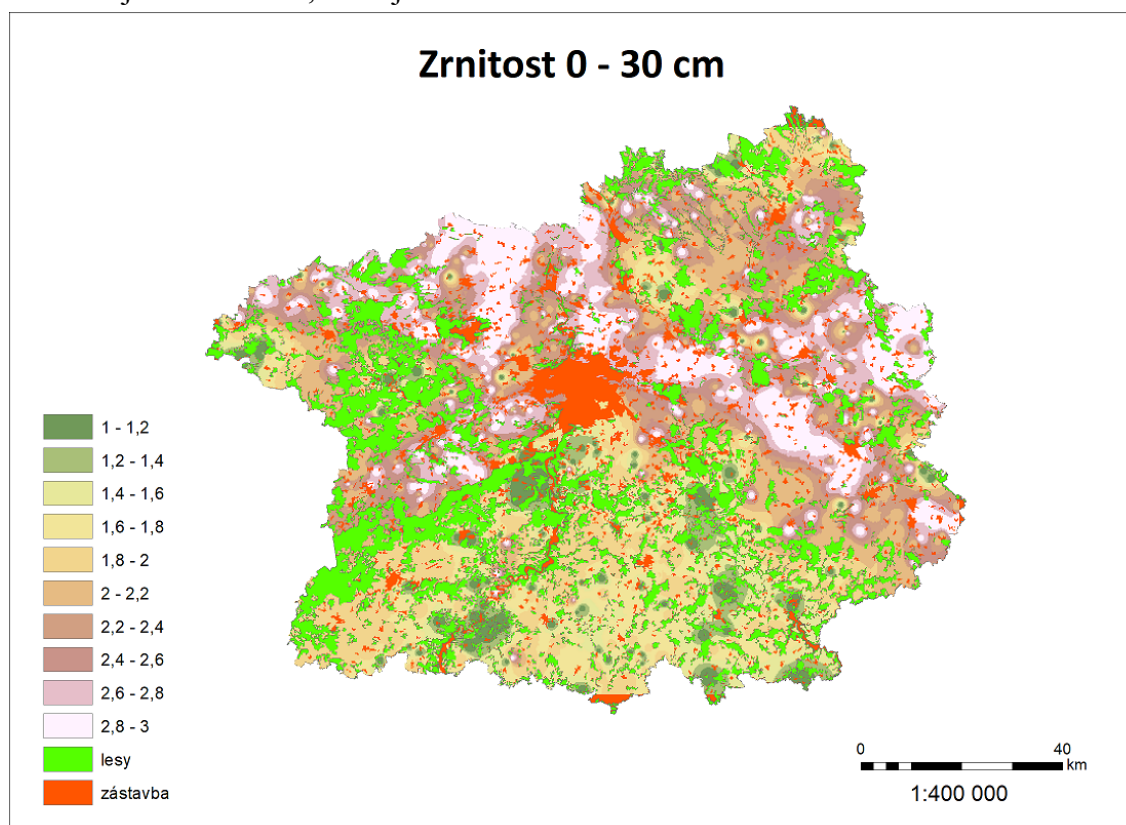 Zrnitost 0 - 30 cm
1 - 1,2
1,2 - 1,4
1,4 - 1,6
1,6 - 1,8
1,8 - 2
2 - 2,2
2,2 - 2,4
2,4 - 2,6
2,6 - 2,8
2,8 - 3
lesy
zástavba
0 40
km
1:400 000